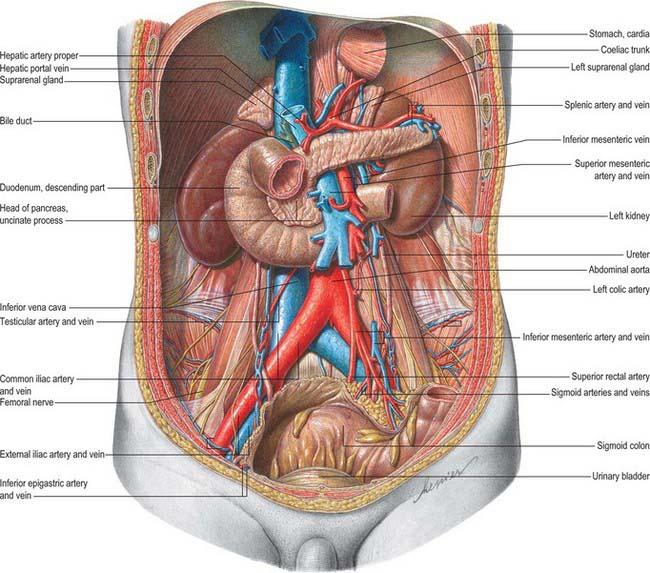 Hepatic artery proper
Hepatic portal vein
Suprarenal gland
Bile duct
Duodenum, descending part
Head of pancreas,
uncinate process
Inferior vena cava
Testicular artery and vein
Common iliac artery
and vein
Femoral nerve
External iliac artery and vein
Inferior epigastric artery
and vein
Stomach, cardia
Coeliac trunk
Left suprarenal gland
Splenic artery and vein
Inferior mesenteric vein
Superior mesenteric
artery and vein
Left kidney
Ureter
Abdominal aorta
Left colic artery
Inferior mesenteric artery and vein
Superior rectal artery
Sigmoid arteries and veins
Sigmoid colon
Urinary bladder